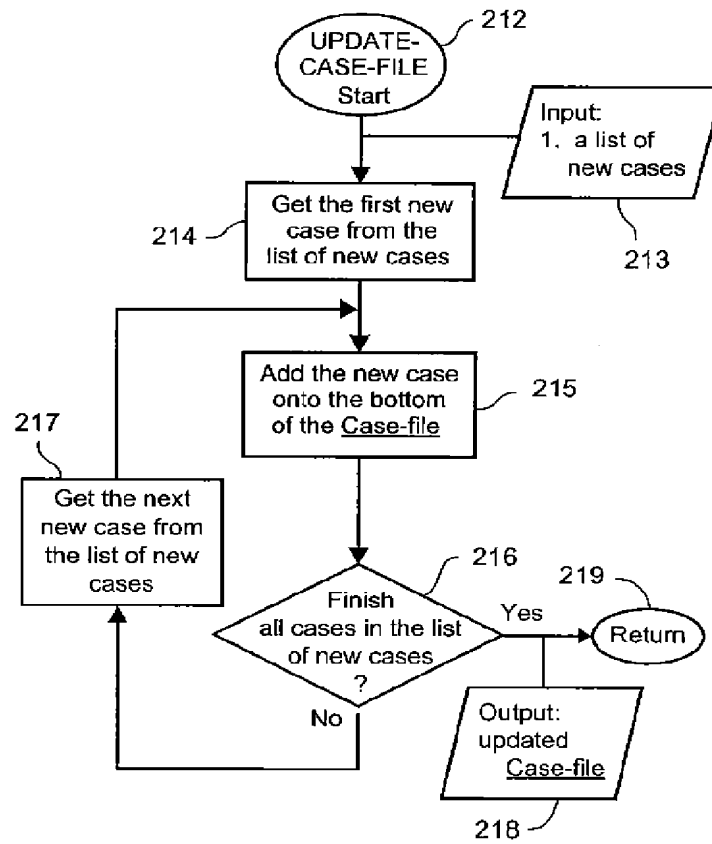 212
UPDATE-
CASE-FILE
Start
Input:
1. a list of
new cases
213
214
Get the first new
case from the
list of new cases
Add the new case
onto the bottom
of the Case-file
215
217
Get the next
new case from
the list of new
cases
216
Finish
all cases in the list
of new cases
?
Yes
219
Return
No
Output:
updated
Case-file
218